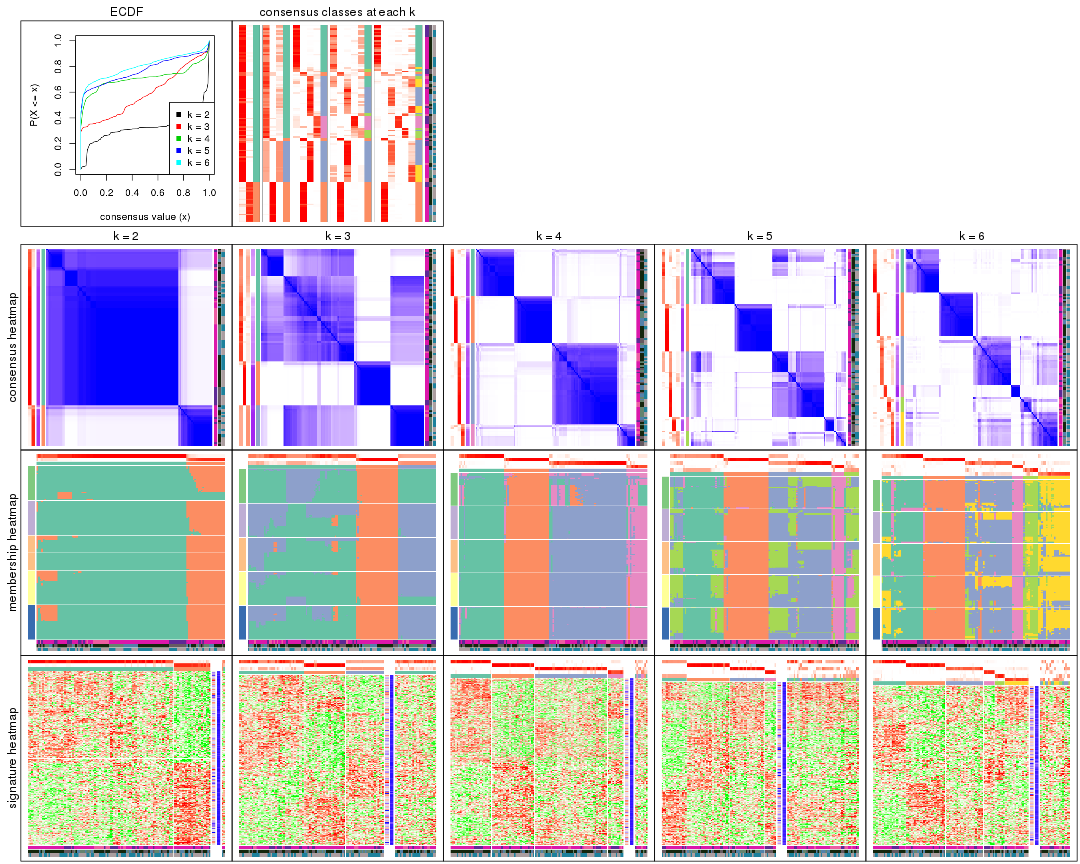 ECDF
consensus classes at each k
P(X <= x)
0.0 0.2 0.4 0.6 0.8 1.0
k = 2
k = 3
k = 4
k = 5
k = 6
0.0 0.2 0.4 0.6 0.8 1.0
consensus value (x)
k = 2
k = 3
k = 4
k = 5
k = 6
consensus heatmap
membership heatmap
signature heatmap